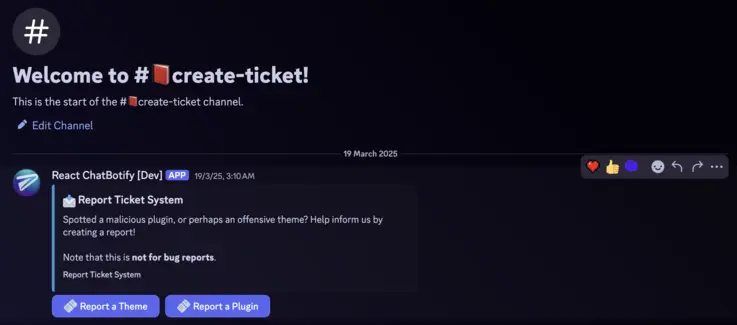 #
Welcome to #📕create-ticket!
This is the start of the #📕create-ticket channel.
Edit Channel
19 March 2025
React ChatBotify [Dev] APP 19/3/25, 3:10 AM
📩 Report Ticket System
Spotted a malicious plugin, or perhaps an offensive theme? Help inform us by
creating a report!
Note that this is not for bug reports.
Report Ticket System
Report a Theme
Report a Plugin